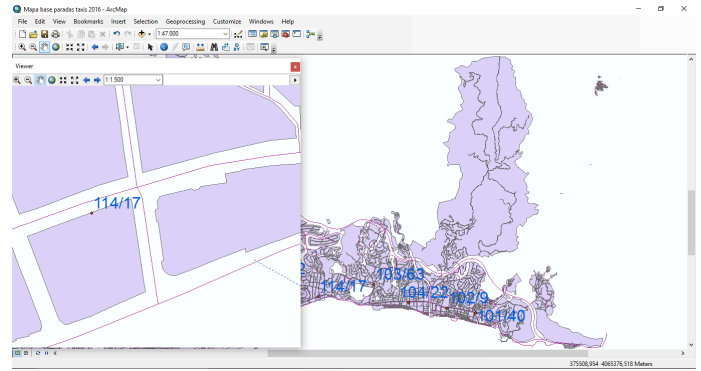 Mapa base paradas taxis 2016 - ArcMap
File Edit View Bookmarks Insert Selection Geoprocessing Customize Windows Help
1:47.000
Viewer
1:1.500
114/17
103/63
114/17
104/22
102/9
101/40
375508,954 4065376,518 Meters